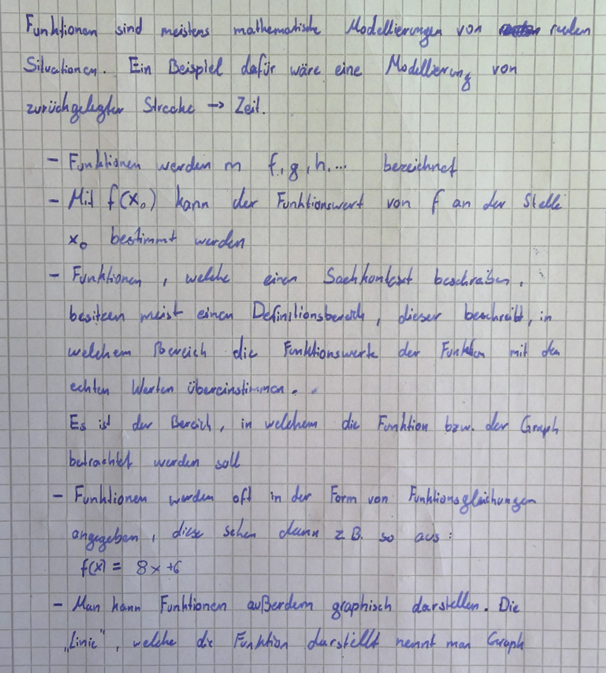 Funktionen sind meistens mathematische Modellierungen von realen
Situationen. Ein Beispiel dafür wäre eine Modellierung von
zurückgelegter Strecke → Zeit.
- Funktionen werden m f, g, h, ... bezeichnet
- Mit f(x₀) kann der Funktionswert von f an der Stelle
x₀ bestimmt werden
- Funktionen, welche einen Sachkontext beschreiben,
besitzen meist einen Definitionsbereich, dieser beschreibt, in
welchem Bereich die Funktionswerte der Funktion mit den
echten Werten übereinstimmen.
Es ist der Bereich, in welchem die Funktion bzw. der Graph
betrachtet werden soll
- Funktionen werden oft in der Form von Funktionsgleichungen
angegeben, diese sehen dann z.B. so aus:
f(x) = 8x +6
- Man kann Funktionen außerdem graphisch darstellen. Die
„Linie", welche die Funktion darstellt nennt man Graph